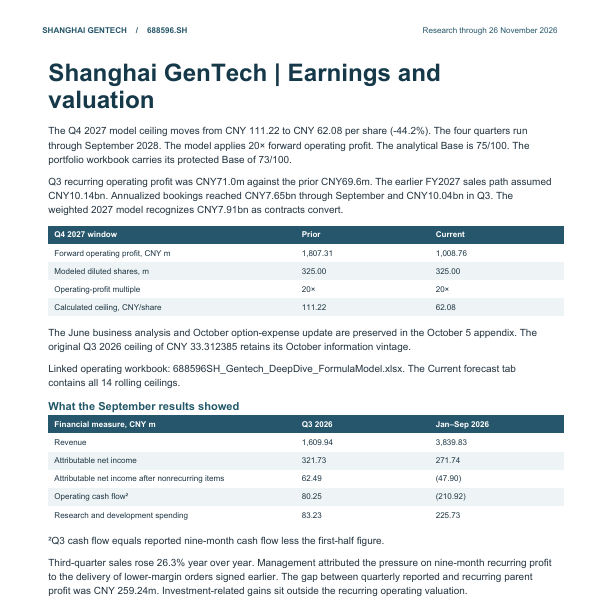 SHANGHAI GENTECH / 688596.SH
Research through 26 November 2026
Shanghai GenTech | Earnings and
valuation
The Q4 2027 model ceiling moves from CNY 111.22 to CNY 62.08 per share (-44.2%). The four quarters run
through September 2028. The model applies 20× forward operating profit. The analytical Base is 75/100. The
portfolio workbook carries its protected Base of 73/100.
Q3 recurring operating profit was CNY71.0m against the prior CNY69.6m. The earlier FY2027 sales path assumed
CNY10.14bn. Annualized bookings reached CNY7.65bn through September and CNY10.04bn in Q3. The
weighted 2027 model recognizes CNY7.91bn as contracts convert.
Q4 2027 window Prior Current
Forward operating profit, CNY m 1,807.31 1,008.76
Modeled diluted shares, m 325.00 325.00
Operating-profit multiple 20× 20×
Calculated ceiling, CNY/share 111.22 62.08
The June business analysis and October option-expense update are preserved in the October 5 appendix. The
original Q3 2026 ceiling of CNY 33.312385 retains its October information vintage.
Linked operating workbook: 688596SH_Gentech_DeepDive_FormulaModel.xlsx. The Current forecast tab
contains all 14 rolling ceilings.
What the September results showed
Financial measure, CNY m Q3 2026 Jan–Sep 2026
Revenue 1,609.94 3,839.83
Attributable net income 321.73 271.74
Attributable net income after nonrecurring items 62.49 (47.90)
Operating cash flow² 80.25 (210.92)
Research and development spending 83.23 225.73
²Q3 cash flow equals reported nine-month cash flow less the first-half figure.
Third-quarter sales rose 26.3% year over year. Management attributed the pressure on nine-month recurring profit
to the delivery of lower-margin orders signed earlier. The gap between quarterly reported and recurring parent
profit was CNY 259.24m. Investment-related gains sit outside the recurring operating valuation.